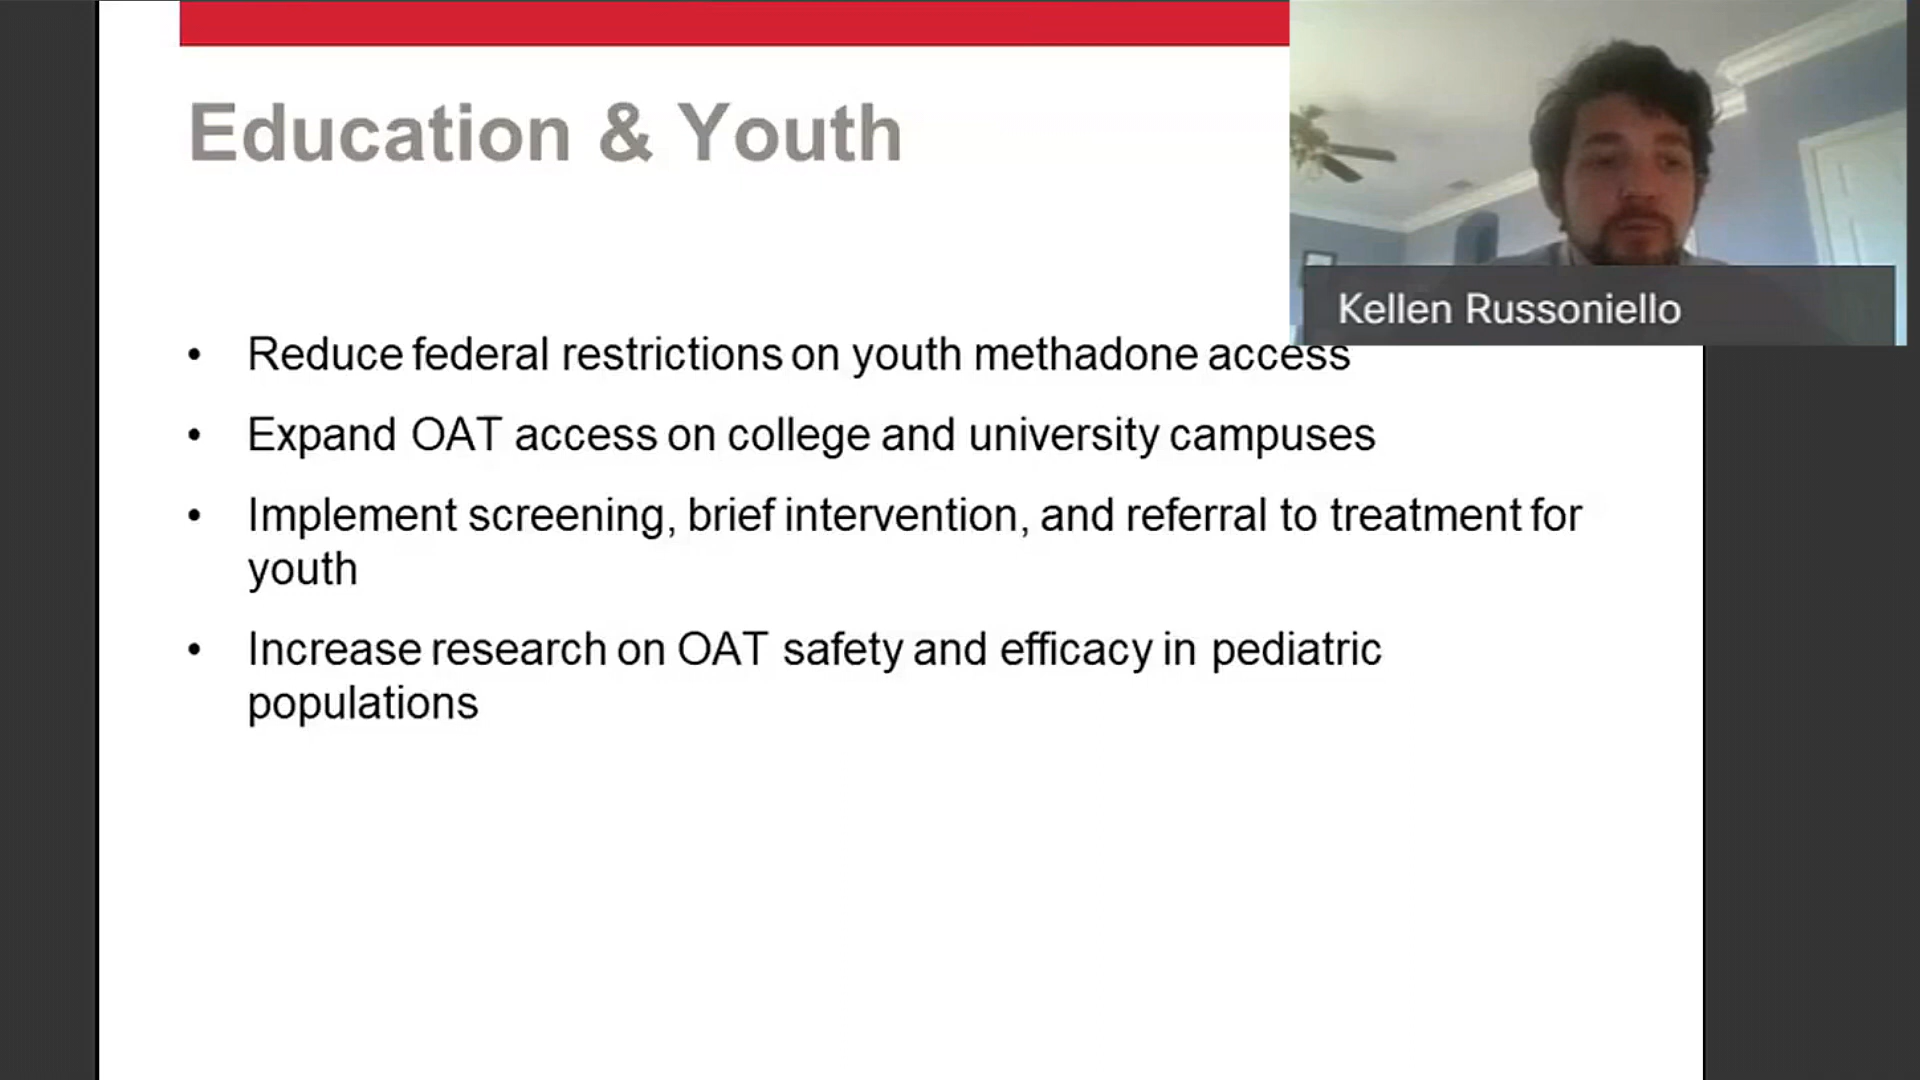 Education & Youth
Kellen Russoniello
• Reduce federal restrictions on youth methadone access
• Expand OAT access on college and university campuses
• Implement screening, brief intervention, and referral to treatment for
youth
• Increase research on OAT safety and efficacy in pediatric
populations